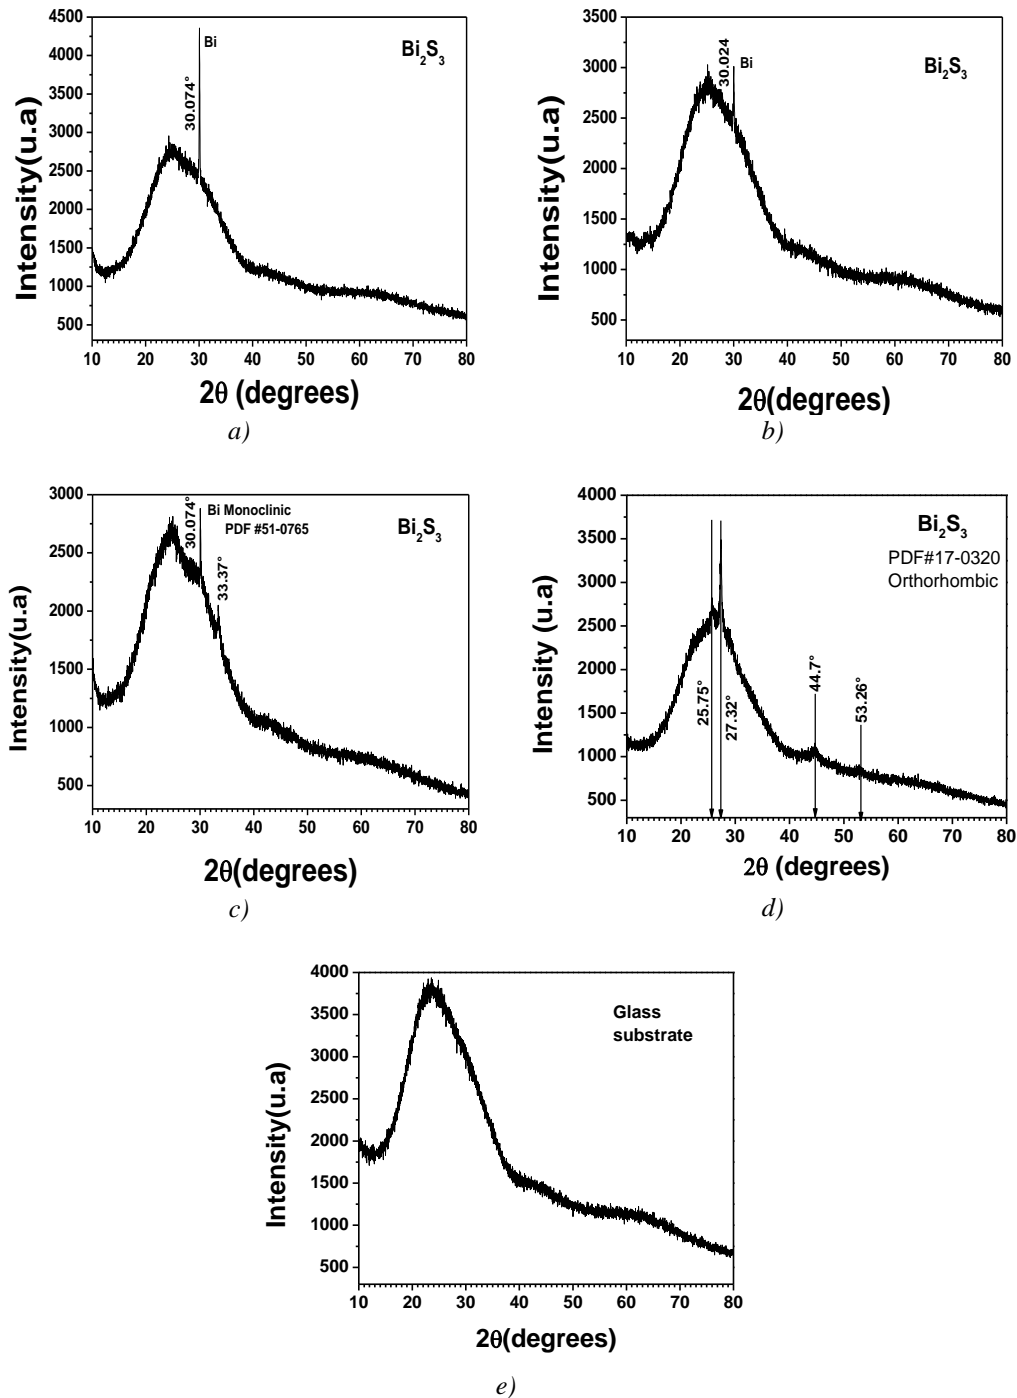 4500
4000
3500
3000
2500
2000
1500
1000
500
Intensity(u.a)
30.074°
Bi
Bi₂S₃
10 20 30 40 50 60 70 80
2θ (degrees)
a)
3500
3000
2500
2000
1500
1000
500
Intensity(u.a)
30.024
Bi
Bi₂S₃
10 20 30 40 50 60 70 80
2θ(degrees)
b)
3000
2500
2000
1500
1000
500
Intensity(u.a)
30.074°
Bi Monoclinic
PDF #51-0765
33.37°
Bi₂S₃
10 20 30 40 50 60 70 80
2θ(degrees)
c)
4000
3500
3000
2500
2000
1500
1000
500
Intensity (u.a)
Bi₂S₃
PDF#17-0320
Orthorhombic
25.75°
27.32°
44.7°
53.26°
10 20 30 40 50 60 70 80
2θ (degrees)
d)
4000
3500
3000
2500
2000
1500
1000
500
Intensity(u.a)
Glass
substrate
10 20 30 40 50 60 70 80
2θ(degrees)
e)